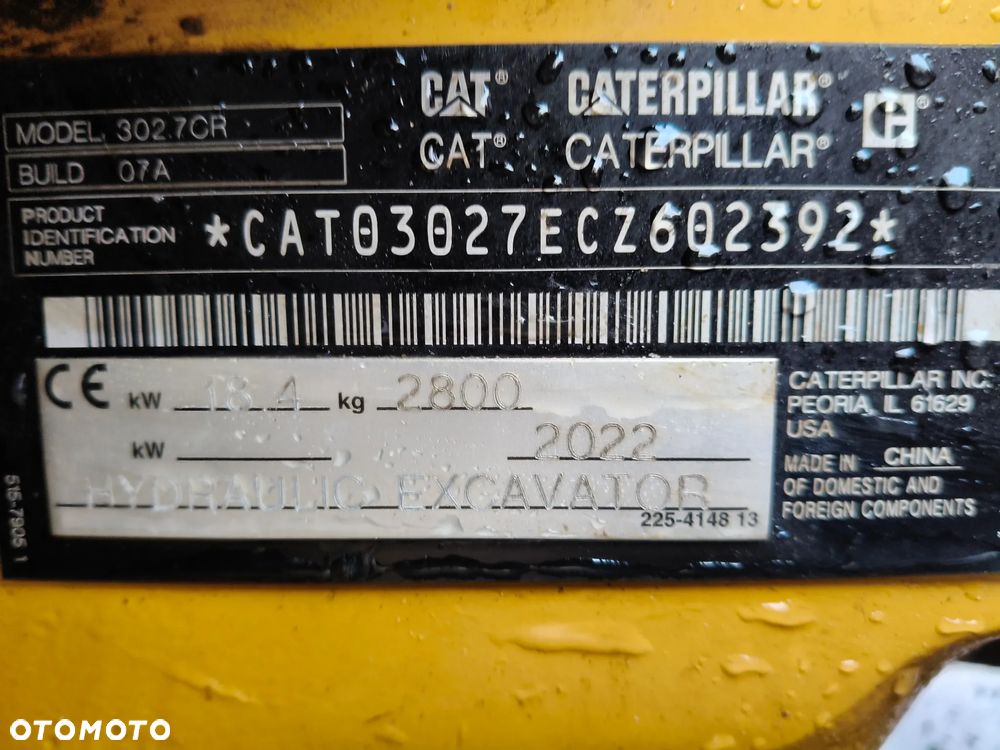 CAT® CATERPILLAR® CH®
CAT® CATERPILLAR®
MODEL 302.7CR
BUILD 07A
PRODUCT IDENTIFICATION NUMBER
*CAT03027ECZ602392*
CE kW 18.4 kg 2800
kW 2022
HYDRAULIC EXCAVATOR
225-4148 13
CATERPILLAR INC
PEORIA, IL 61629
USA
MADE IN CHINA
OF DOMESTIC AND
FOREIGN COMPONENTS
515-7905 1
OTOMOTO